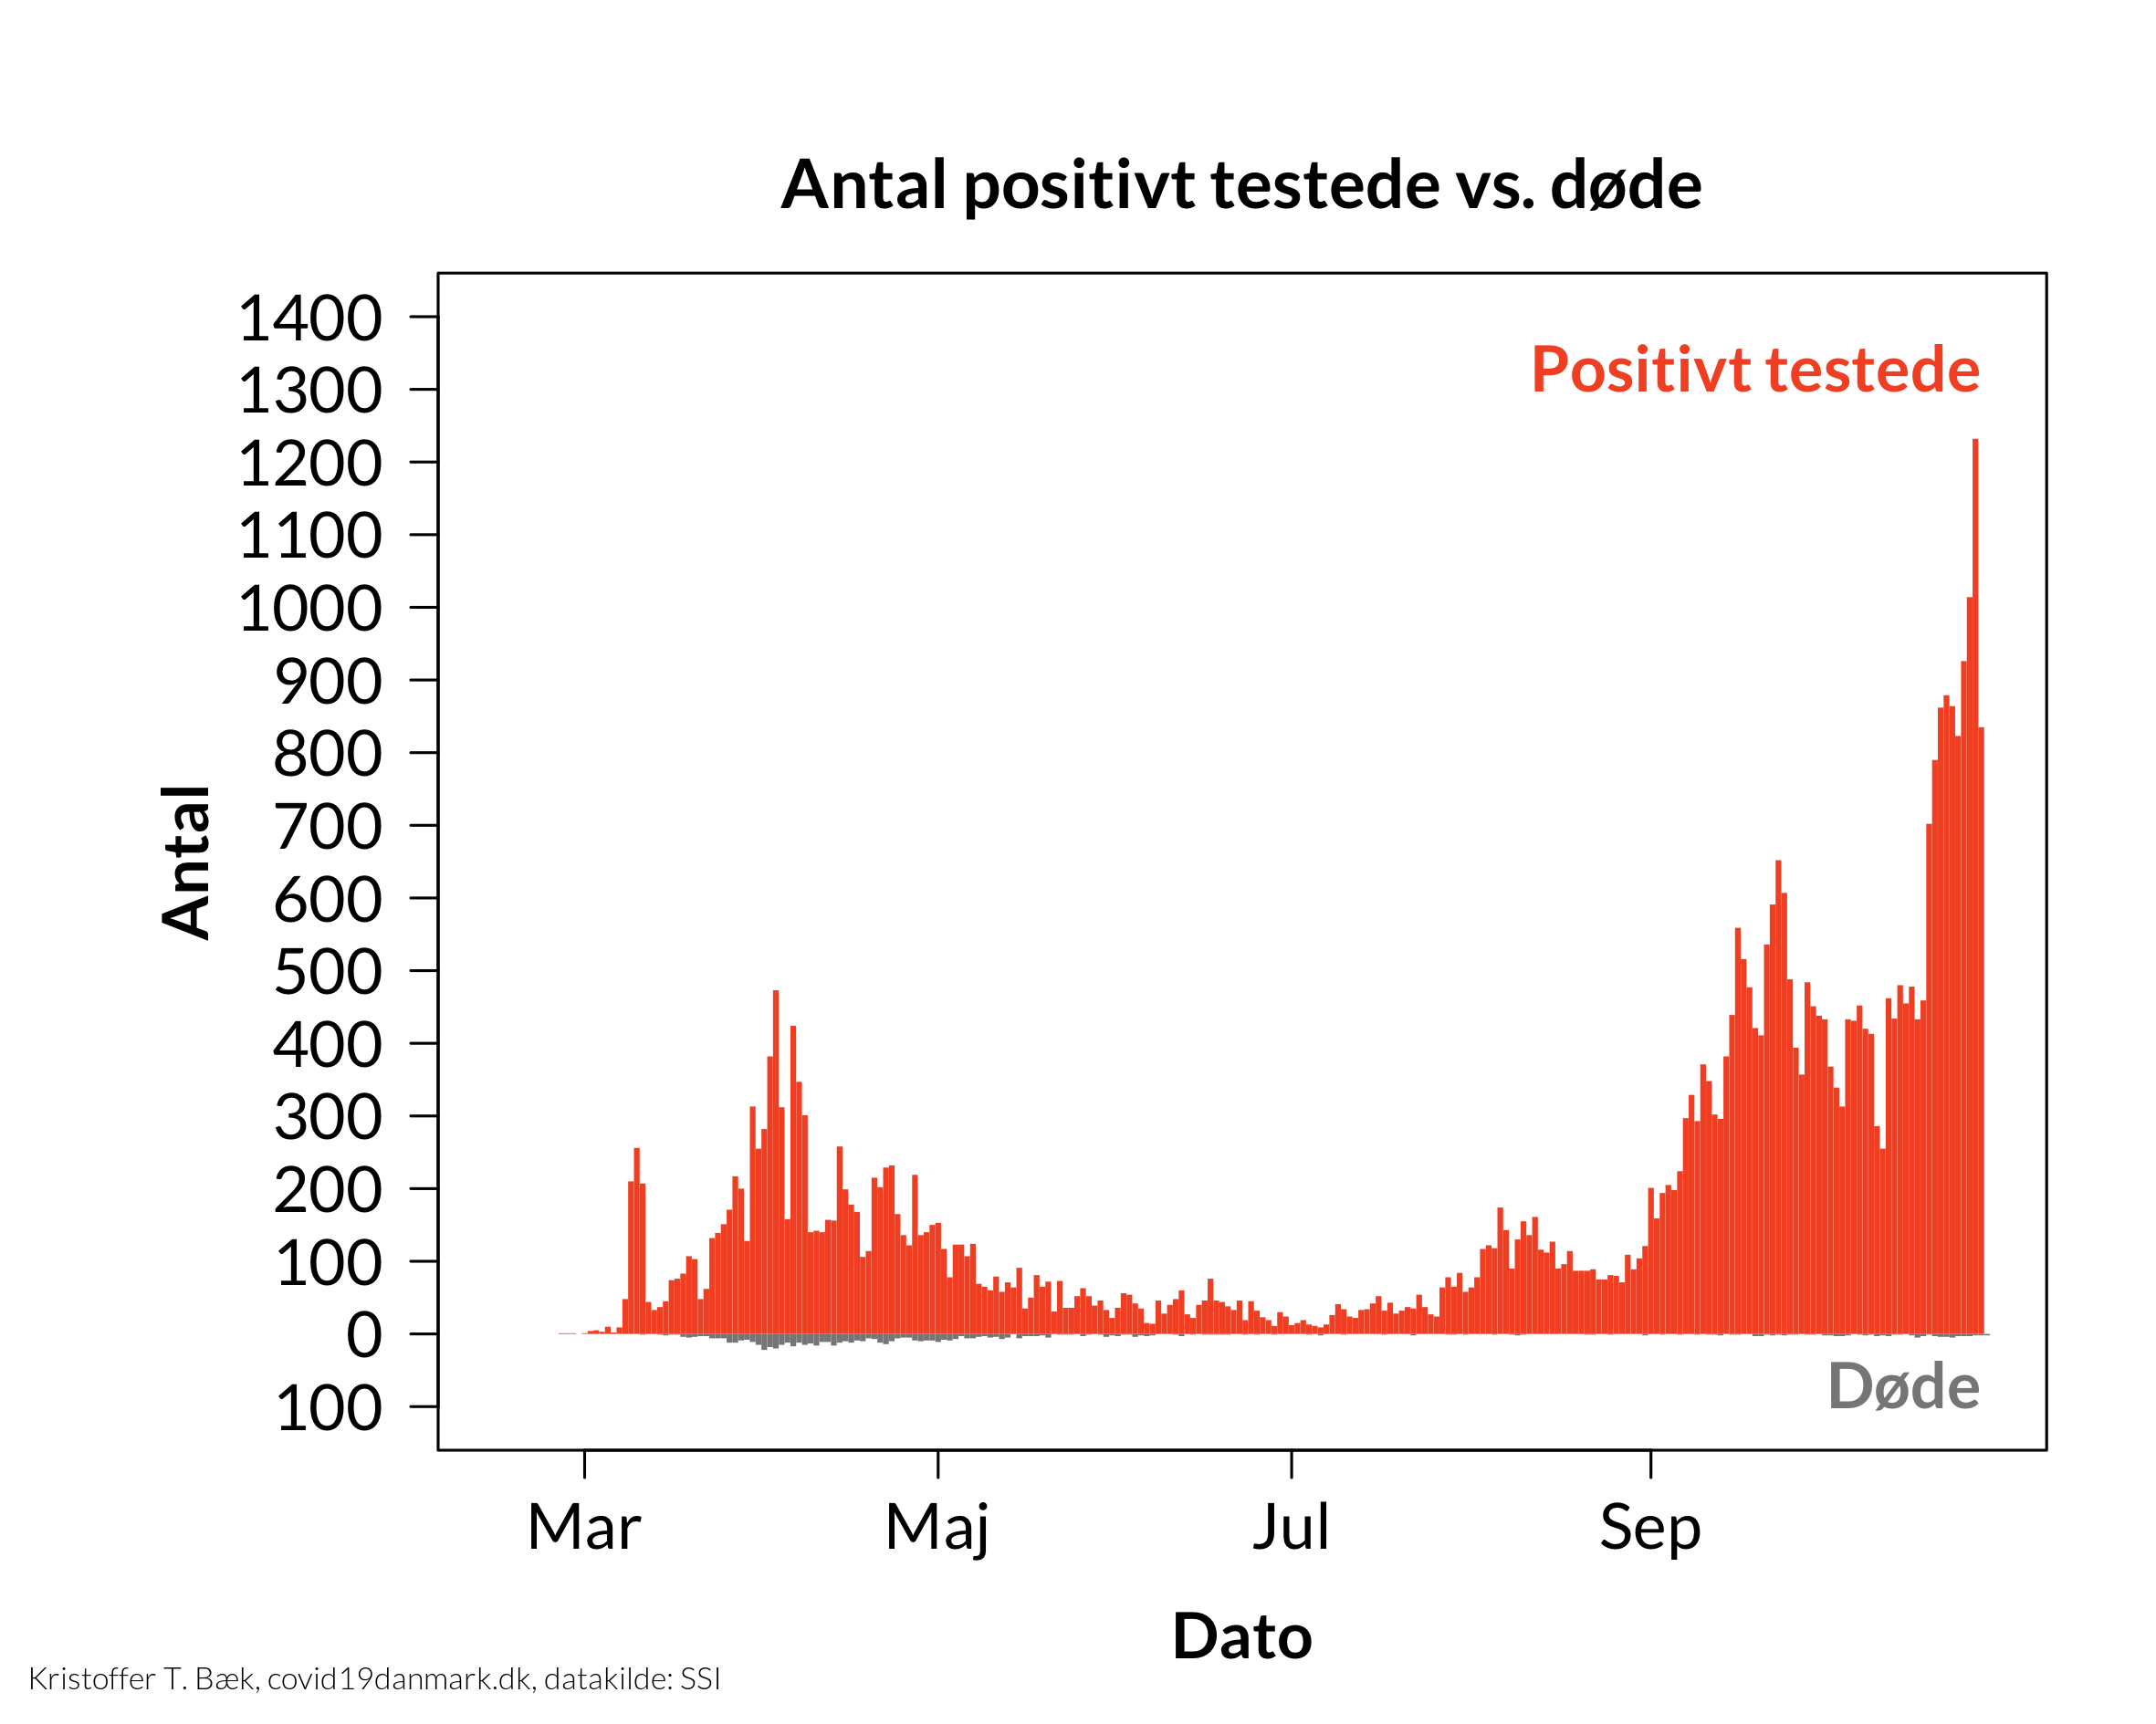 Antal positivt testede vs. døde
1400
1300
1200
1100
1000
900
800
700
600
500
400
300
200
100
0
100
Antal
Positivt testede
Døde
Mar Maj Jul Sep
Dato
Kristoffer T. Bæk, covid19danmark.dk, datakilde: SSI